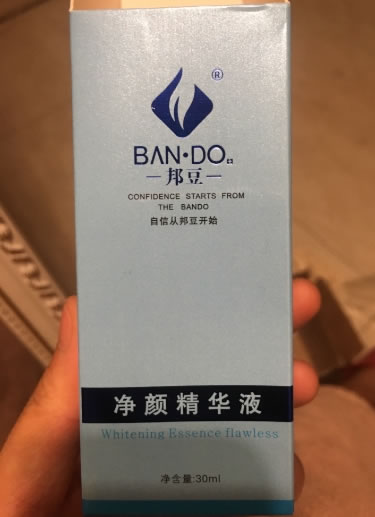 ®
BAN·DO
邦豆
CONFIDENCE STARTS FROM
THE BANDO
自信从邦豆开始
净颜精华液
Whitening Essence flawless
净含量:30ml